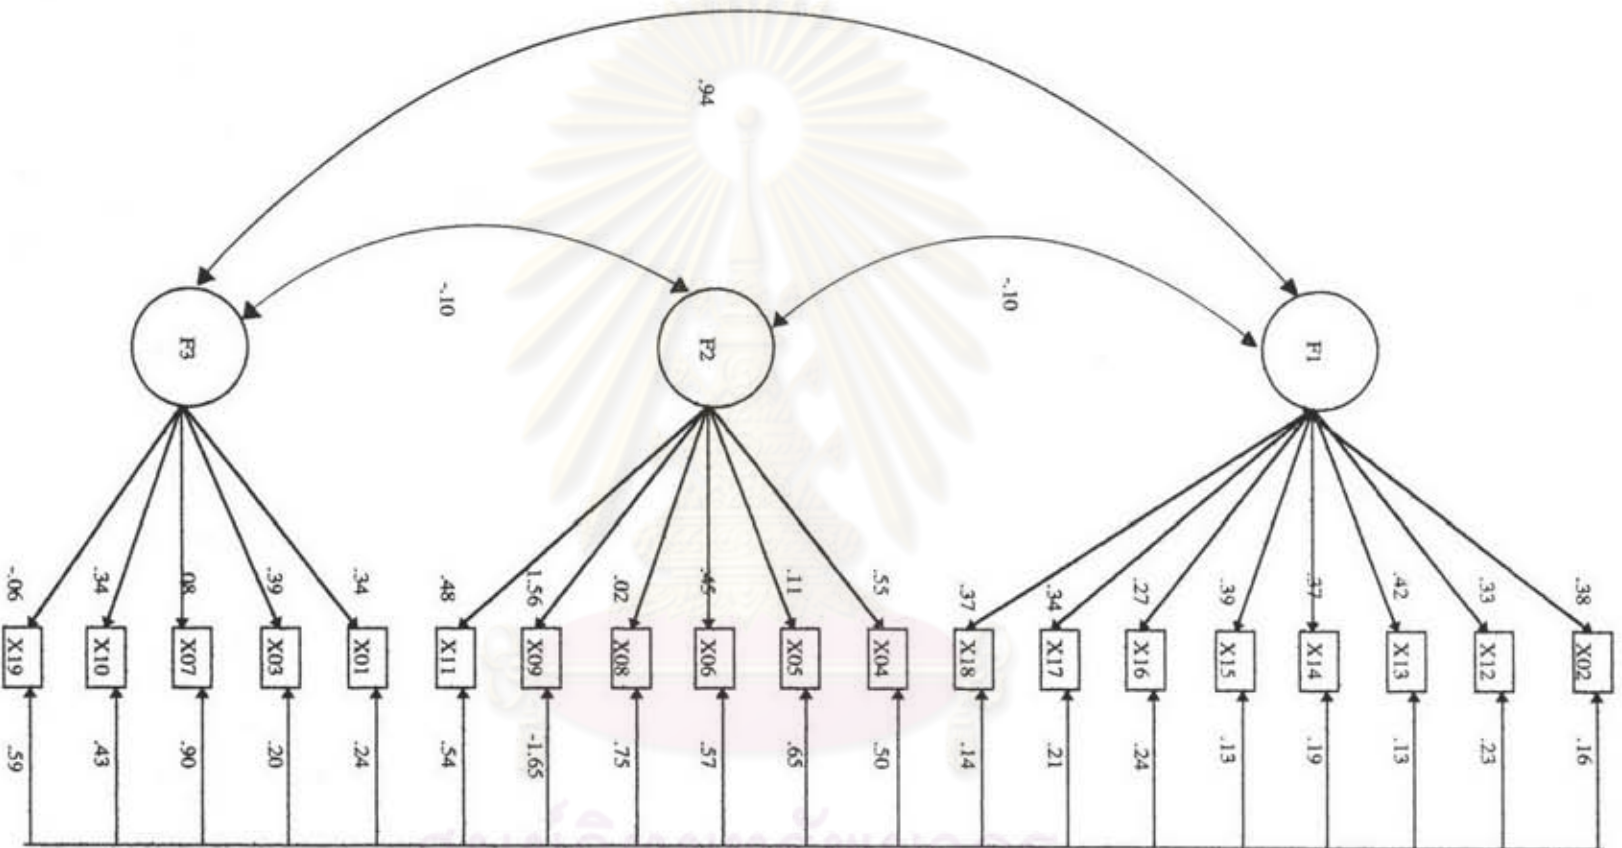 .38 X02 .16
.33 X12 .23
.42 X13 .13
F1 .37 X14 .19
.39 X15 .13
.27 X16 .24
.34 X17 .21
-.10
.37 X18 .14
.55 X04 .50
.11 X05 .65
.94 F2 .45 X06 .57
.02 X08 .75
1.56 X09 -1.65
-.10 .48 X11 .54
.34 X01 .24
.39 X03 .20
F3 .08 X07 .90
.34 X10 .43
-.06 X19 .59